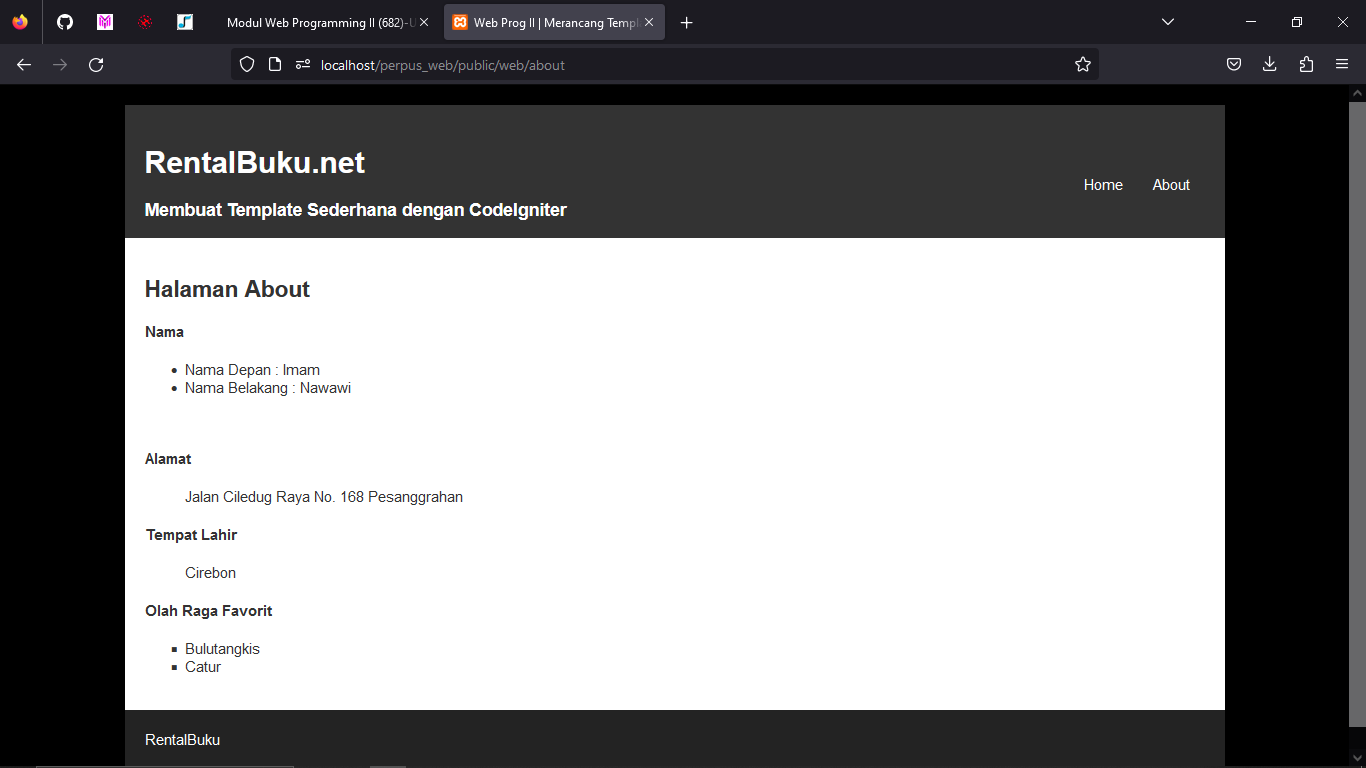 Modul Web Programming II (682)-U
Web Prog II | Merancang Templ
localhost/perpus_web/public/web/about
RentalBuku.net
Membuat Template Sederhana dengan CodeIgniter
Home
About
Halaman About
Nama
• Nama Depan : Imam
• Nama Belakang : Nawawi
Alamat
Jalan Ciledug Raya No. 168 Pesanggrahan
Tempat Lahir
Cirebon
Olah Raga Favorit
▪ Bulutangkis
▪ Catur
RentalBuku